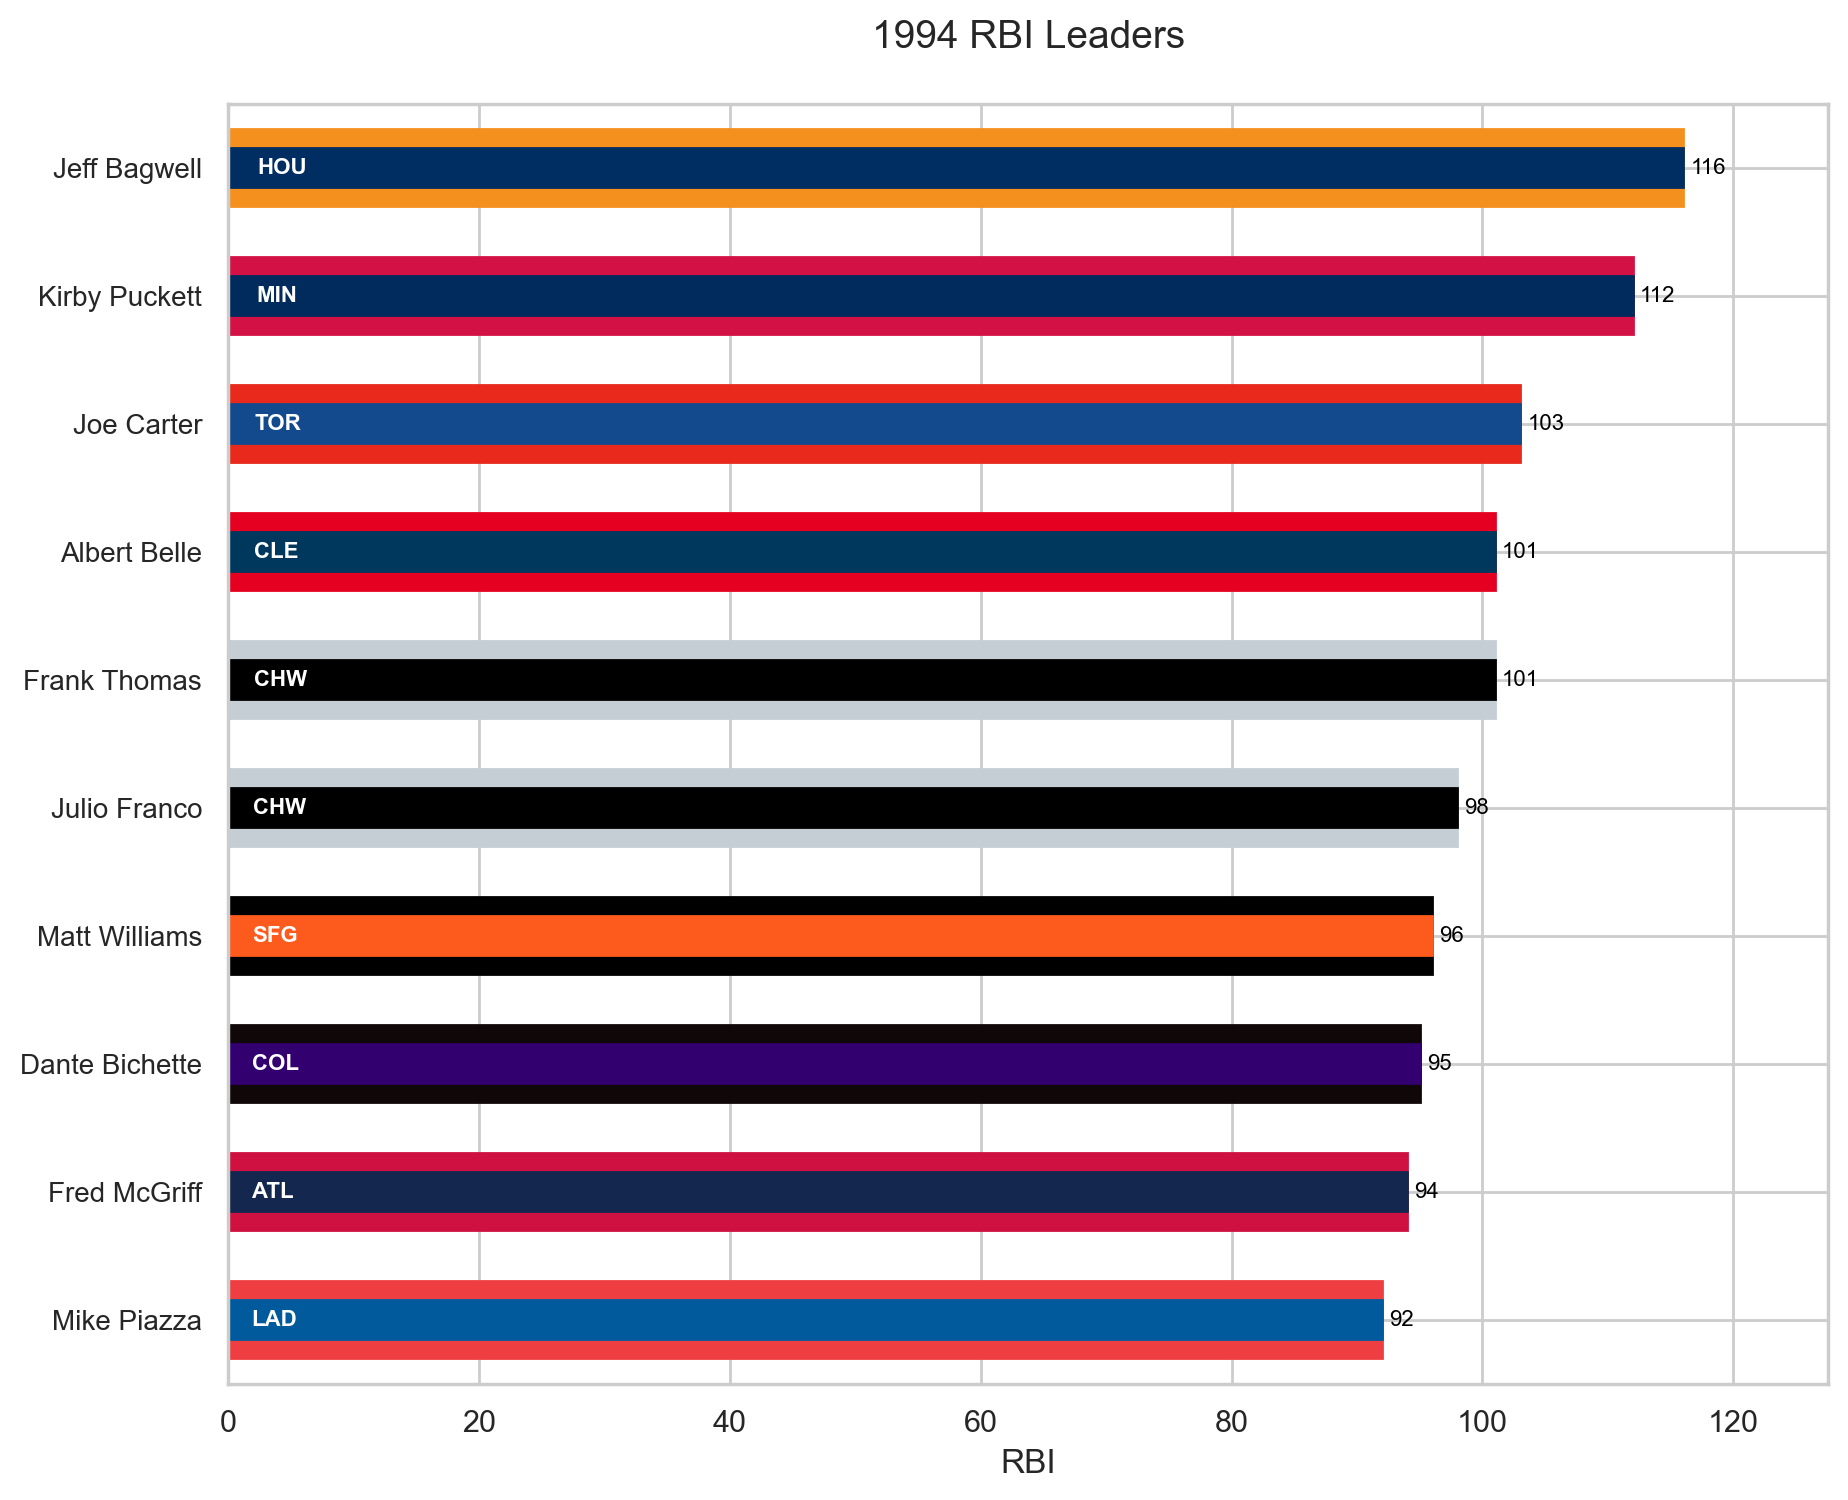 1994 RBI Leaders
Jeff Bagwell HOU 116
Kirby Puckett MIN 112
Joe Carter TOR 103
Albert Belle CLE 101
Frank Thomas CHW 101
Julio Franco CHW 98
Matt Williams SFG 96
Dante Bichette COL 95
Fred McGriff ATL 94
Mike Piazza LAD 92
0 20 40 60 80 100 120
RBI